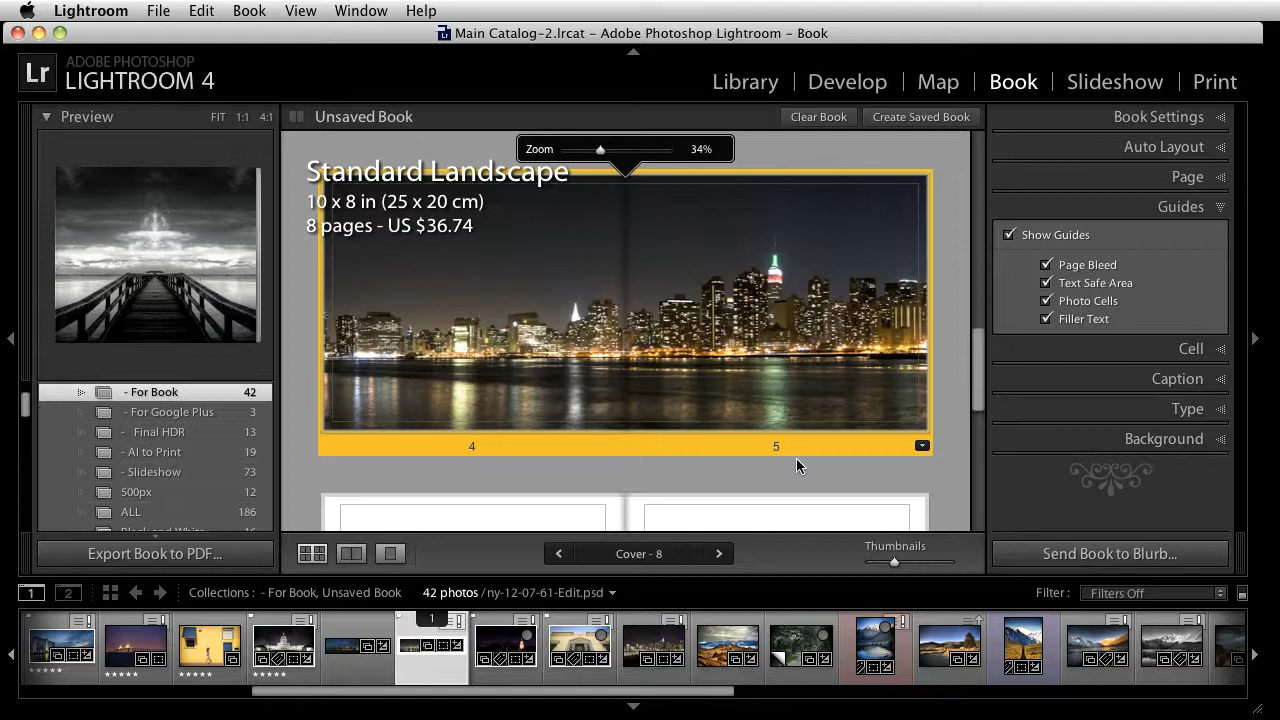 Lightroom File Edit Book View Window Help
Main Catalog-2.lrcat – Adobe Photoshop Lightroom – Book
Lr ADOBE PHOTOSHOP
LIGHTROOM 4
Library Develop Map Book Slideshow Print
Preview FIT 1:1 4:1
Unsaved Book Clear Book Create Saved Book
Zoom 34%
Standard Landscape
10 x 8 in (25 x 20 cm)
8 pages - US $36.74
4 5
Book Settings
Auto Layout
Page
Guides
Show Guides
Page Bleed
Text Safe Area
Photo Cells
Filler Text
Cell
Caption
Type
Background
- For Book 42
- For Google Plus 3
- Final HDR 13
- AI to Print 19
- Slideshow 73
500px 12
ALL 186
Export Book to PDF...
Cover - 8
Thumbnails
Send Book to Blurb...
1 2 Collections : - For Book, Unsaved Book 42 photos / ny-12-07-61-Edit.psd Filter : Filters Off
1